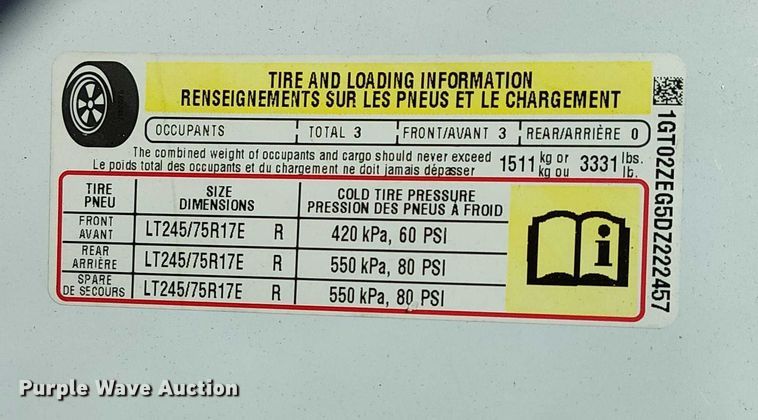 TIRE AND LOADING INFORMATION
RENSEIGNEMENTS SUR LES PNEUS ET LE CHARGEMENT
OCCUPANTS TOTAL 3 FRONT/AVANT 3 REAR/ARRIÈRE 0
The combined weight of occupants and cargo should never exceed 1511 kg or 3331 lbs.
Le poids total des occupants et du chargement ne doit jamais dépasser kg ou lb.
TIRE SIZE COLD TIRE PRESSURE
PNEU DIMENSIONS PRESSION DES PNEUS À FROID
FRONT
AVANT LT245/75R17E R 420 kPa, 60 PSI
REAR
ARRIÈRE LT245/75R17E R 550 kPa, 80 PSI
SPARE
DE SECOURS LT245/75R17E R 550 kPa, 80 PSI
1GT02ZEG5DZ222457
Purple Wave Auction